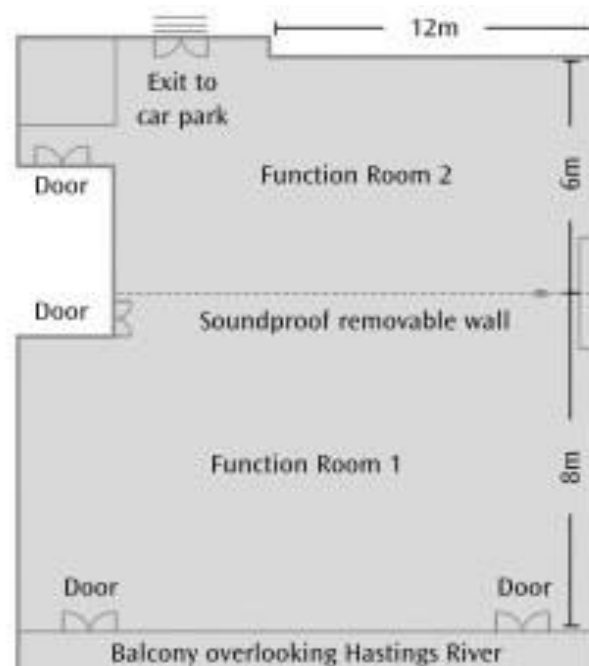 12m
Exit to
car park
Function Room 2
6m
Door
Door
Soundproof removable wall
Function Room 1
8m
Door
Door
Balcony overlooking Hastings River